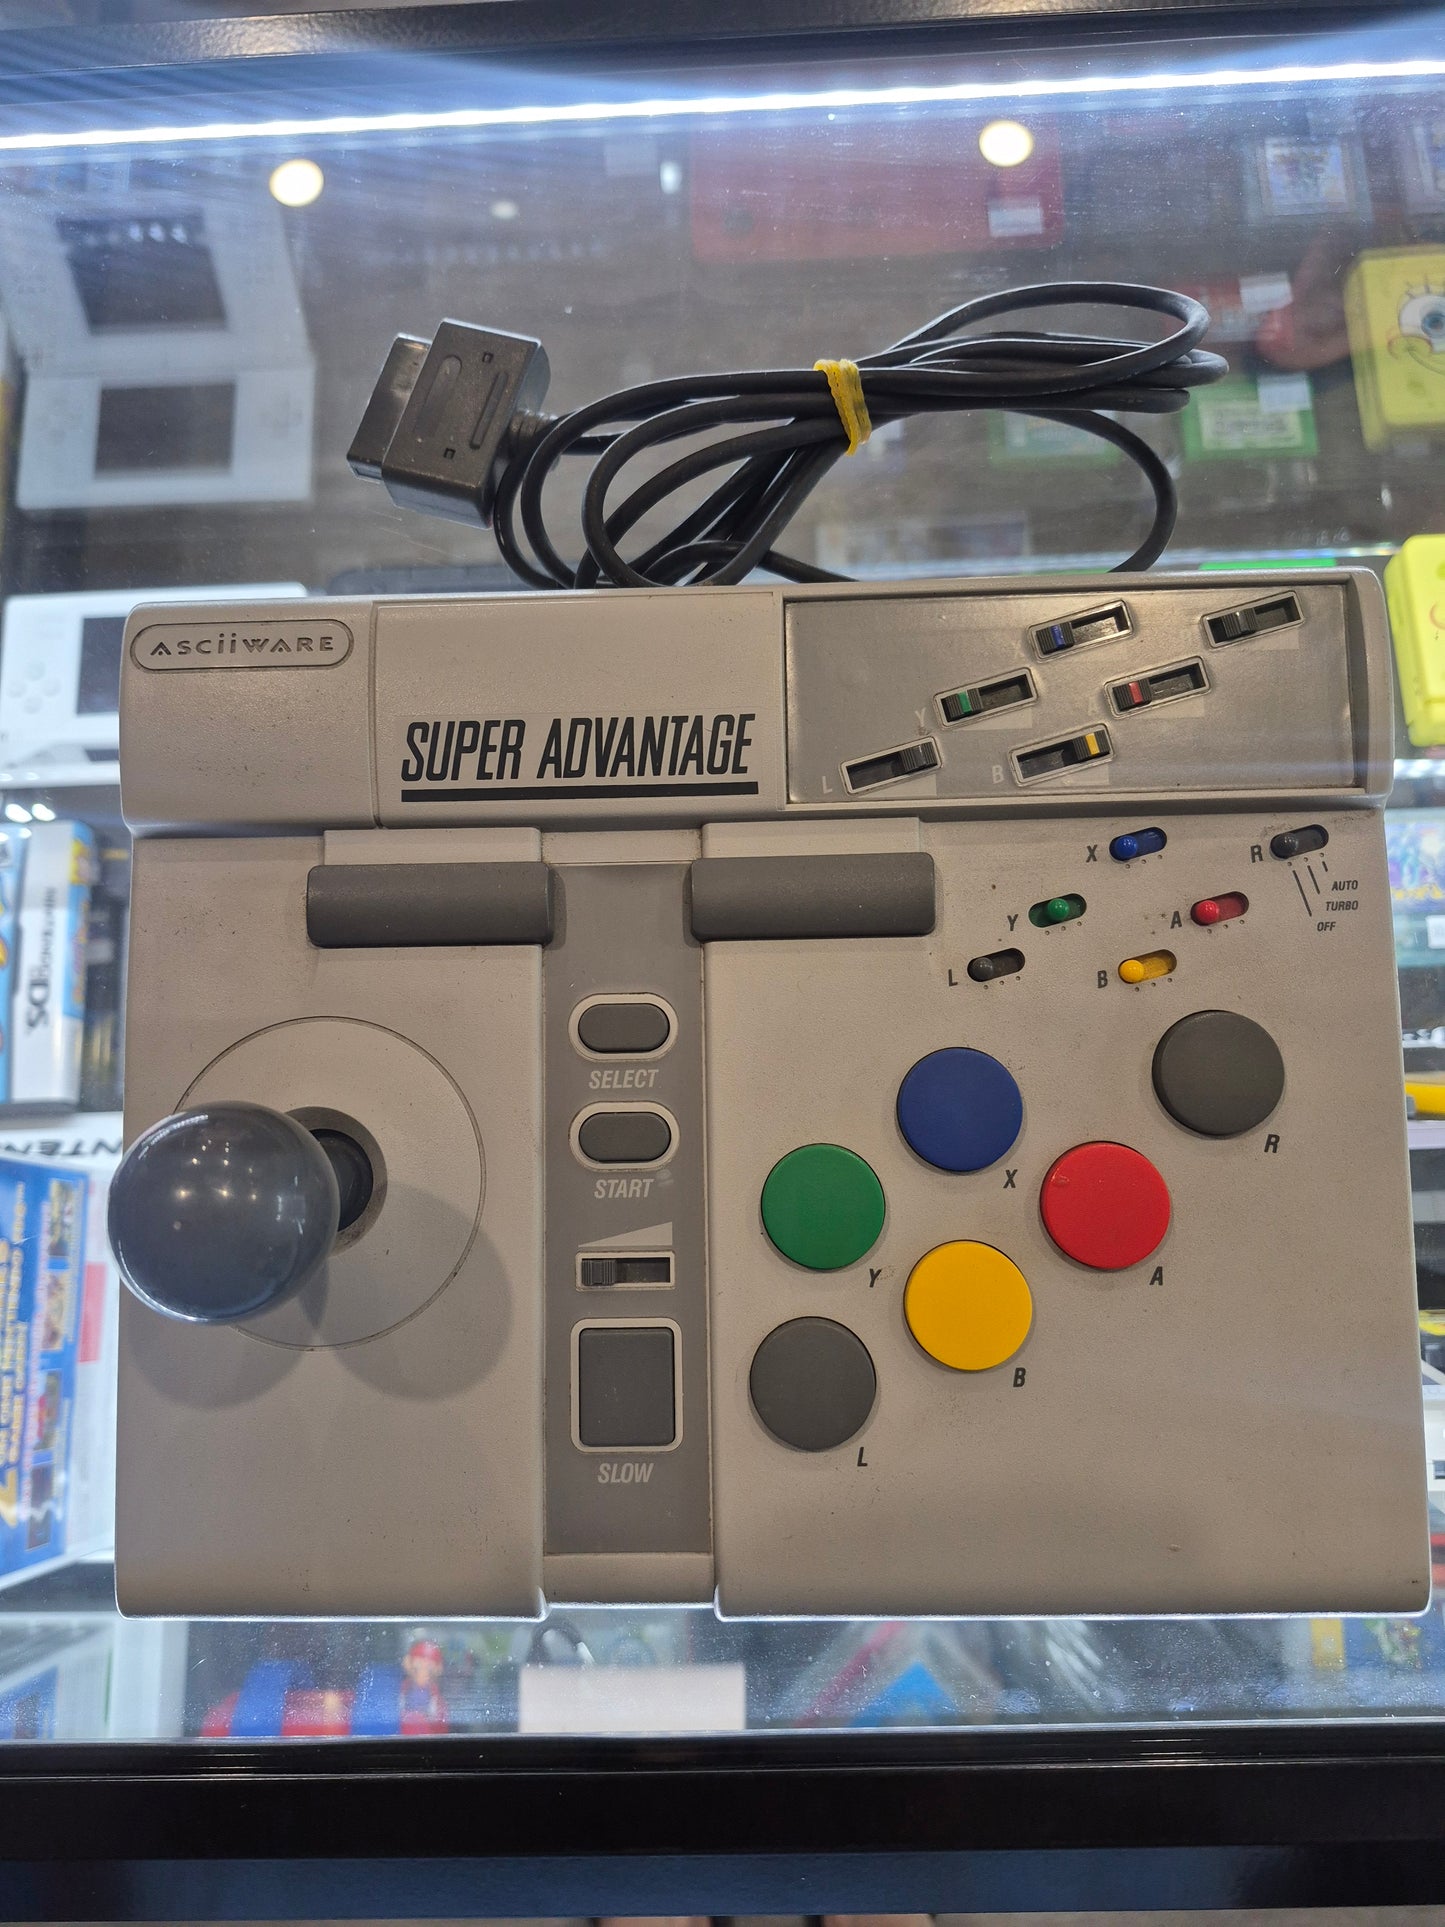 ASCiiWARE
SUPER ADVANTAGE
Y
L
B
X
R
AUTO
Y
A
TURBO
OFF
L
B
SELECT
R
X
START
Y
A
B
L
SLOW